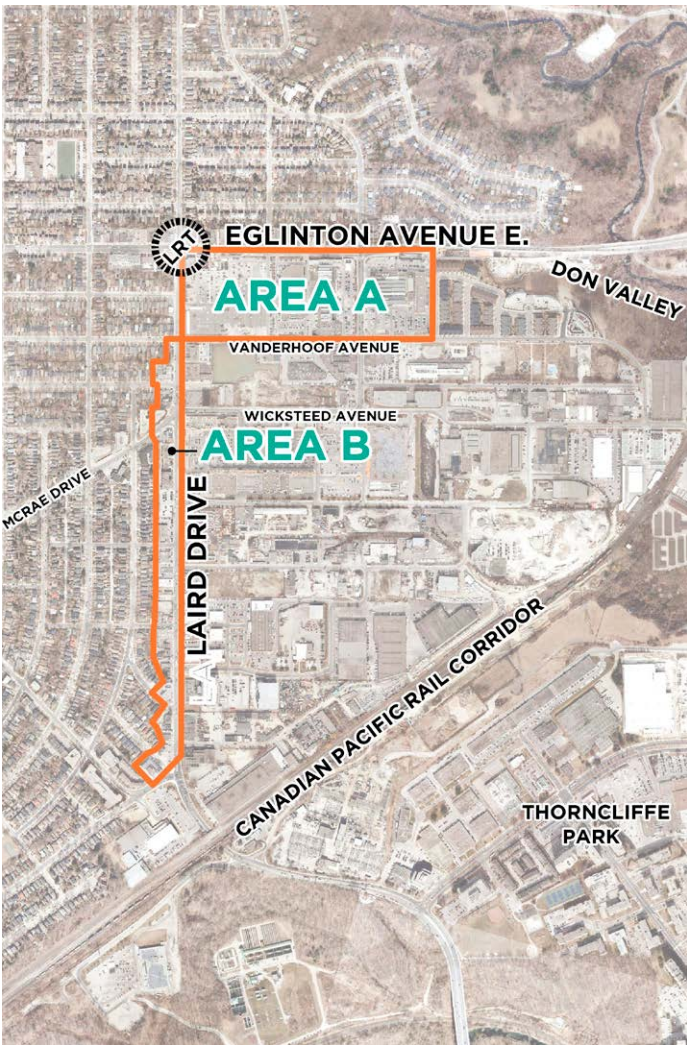 LRT
EGLINTON AVENUE E.
AREA A
DON VALLEY
VANDERHOOF AVENUE
WICKSTEED AVENUE
AREA B
MCRAE DRIVE
LAIRD DRIVE
CANADIAN PACIFIC RAIL CORRIDOR
THORNCLIFFE
PARK